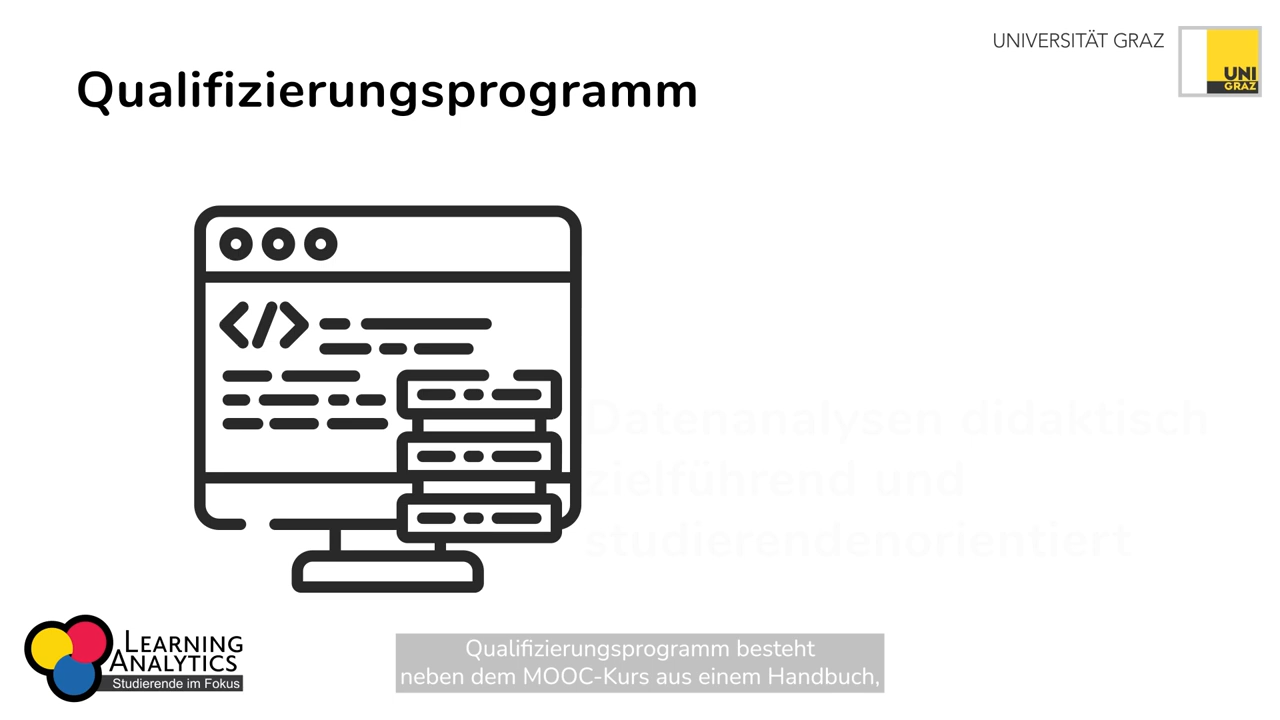 UNIVERSITÄT GRAZ
UNI
GRAZ
Qualifizierungsprogramm
</>
Datenanalysen didaktisch
zielführend und
studierendenorientiert
LEARNING
ANALYTICS
Studierende im Fokus
Qualifizierungsprogramm besteht
neben dem MOOC-Kurs aus einem Handbuch,